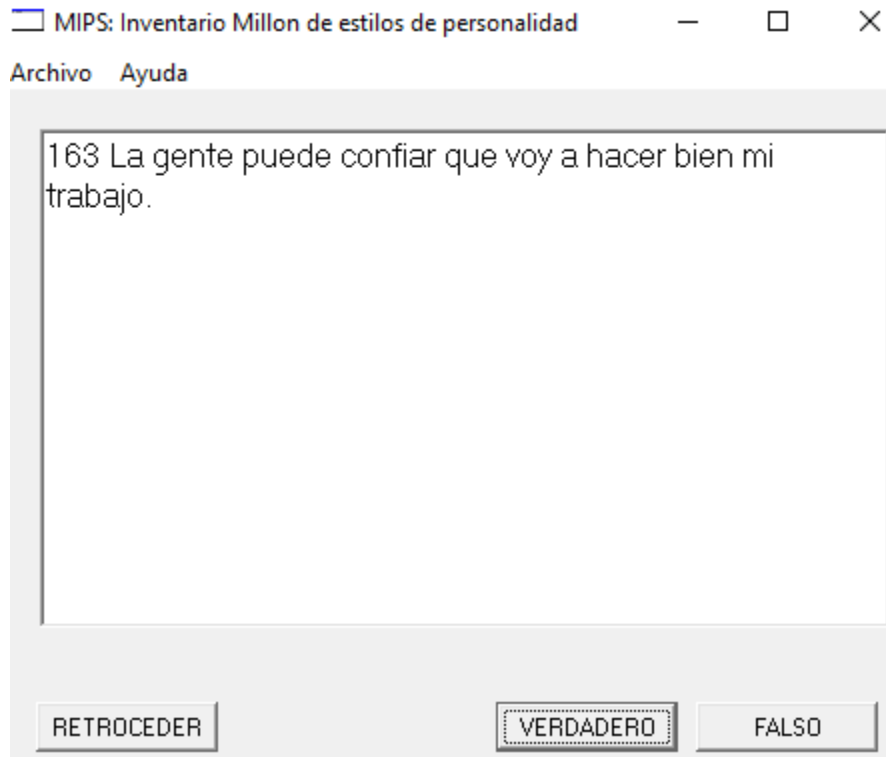 MIPS: Inventario Millon de estilos de personalidad
Archivo Ayuda
163 La gente puede confiar que voy a hacer bien mi
trabajo.
RETROCEDER VERDADERO FALSO